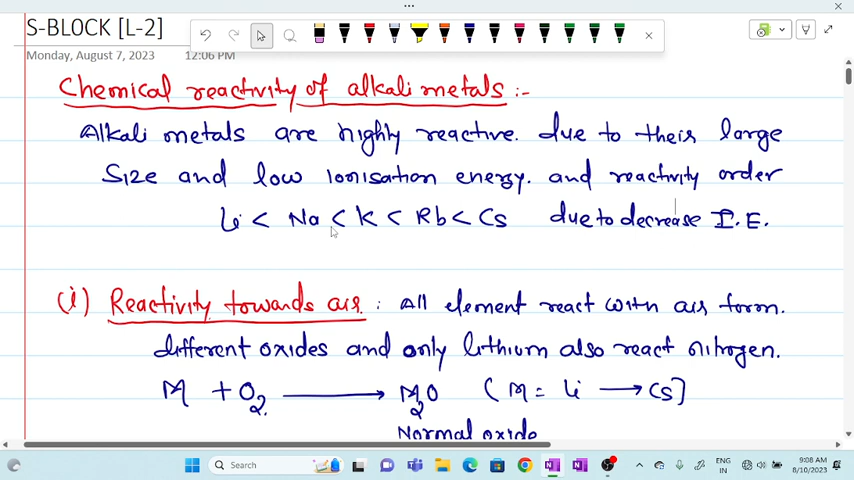 S-BLOCK [L-2]
Monday, August 7, 2023 12:06 PM
Chemical reactivity of alkali metals :-
Alkali metals are highly reactive. due to their large
Size and low ionisation energy. and reactivity order
Li < Na < K < Rb < Cs due to decrease I.E.
(i) Reactivity towards air : All element react with air form.
different oxides and only lithium also react nitrogen.
M + O2 ⟶ M2O ( M = Li ⟶ Cs]
Normal oxide
Search
ENG
IN
9:08 AM
8/10/2023